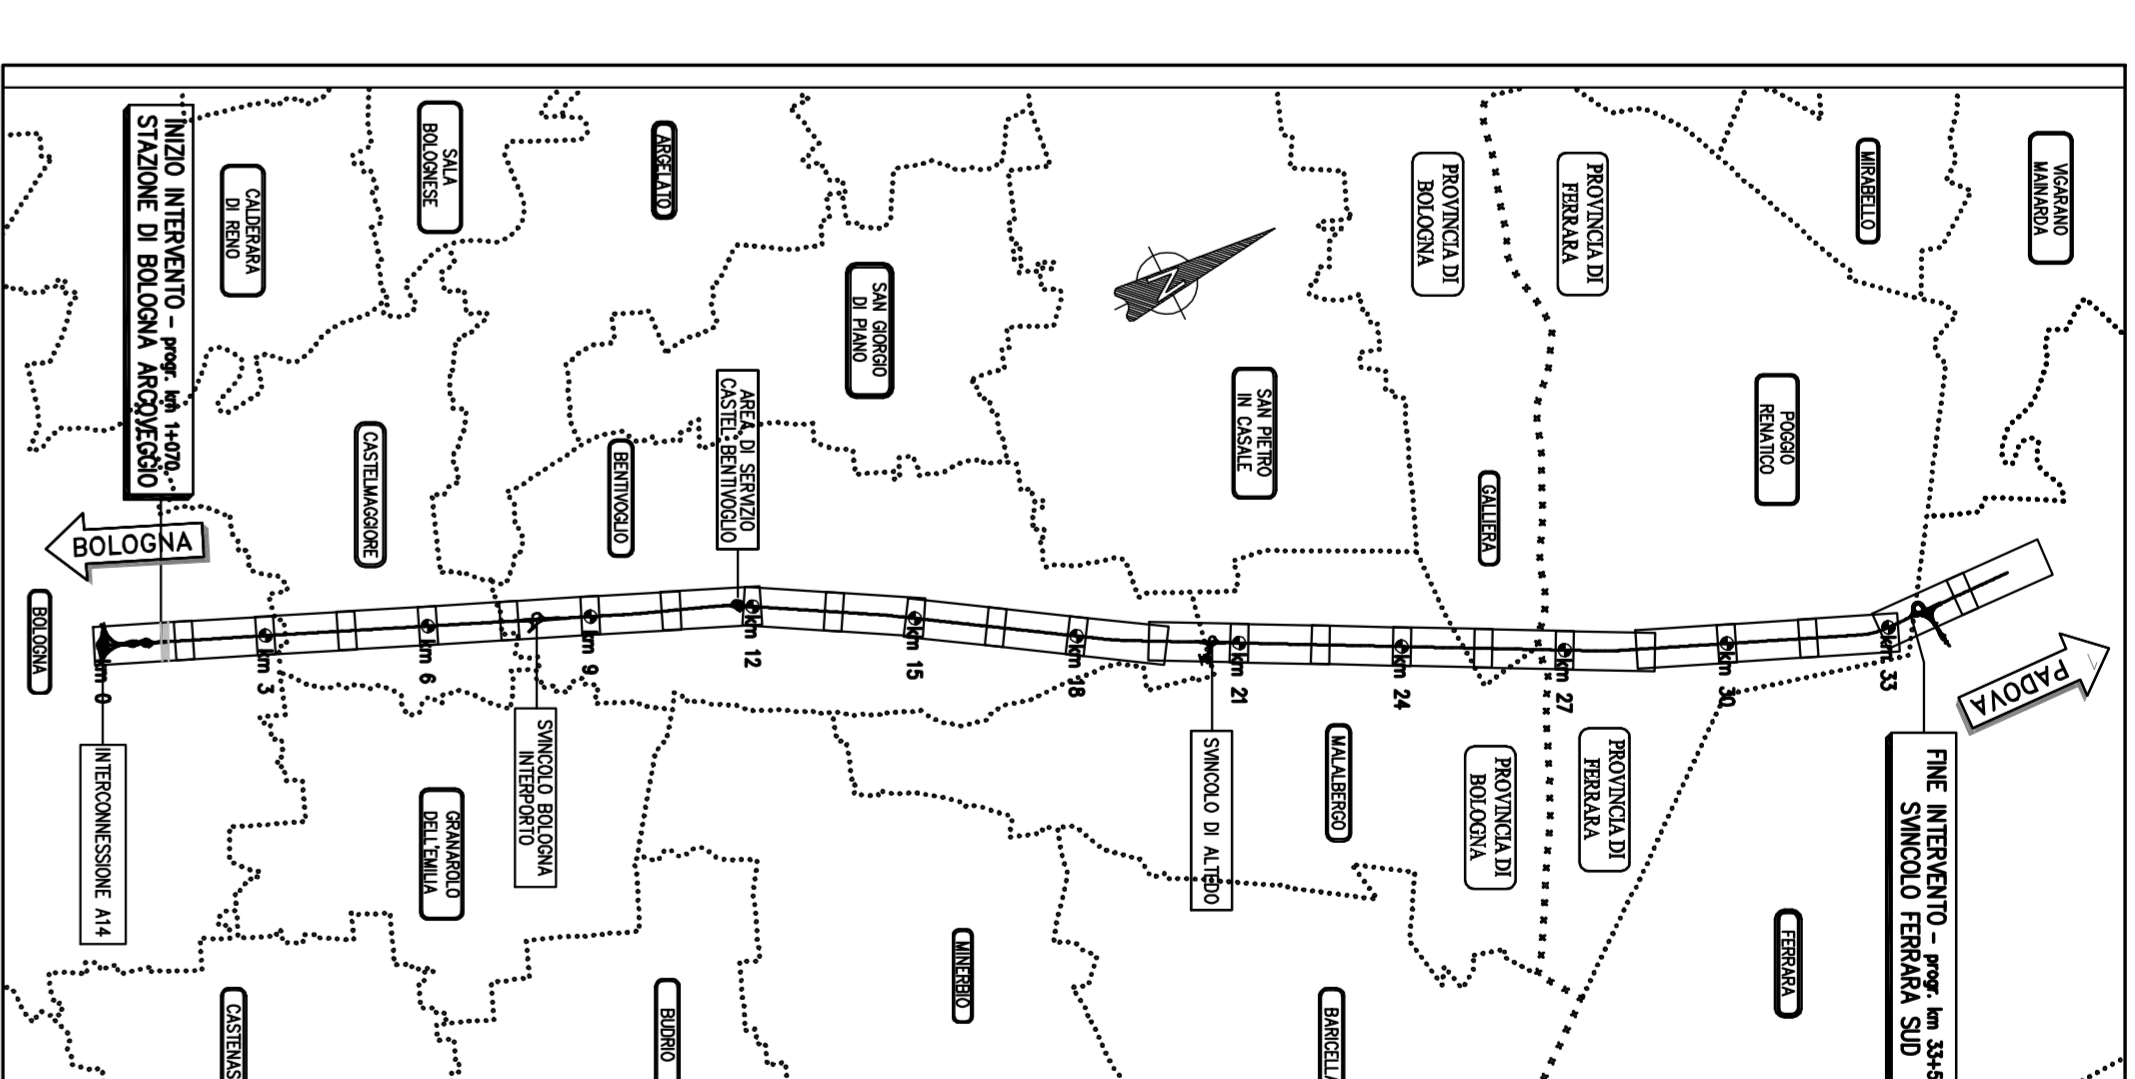 INIZIO INTERVENTO – progr. km 1+070
STAZIONE DI BOLOGNA ARCOVEGGIO
CALDERARA
DI RENO
SALA
BOLOGNESE
ARGELATO
SAN GIORGIO
DI PIANO
PROVINCIA DI
BOLOGNA
PROVINCIA DI
FERRARA
MIRABELLO
VIGARANO
MAINARDA
CASTELMAGGIORE
BENTIVOGLIO
AREA DI SERVIZIO
CASTEL BENTIVOGLIO
N
SAN PIETRO
IN CASALE
GALLIERA
POGGIO
RENATICO
BOLOGNA
BOLOGNA
km 0
km 3
km 6
km 9
km 12
km 15
km 18
km 21
km 24
km 27
km 30
km 33
PADOVA
INTERCONNESSIONE A14
GRANAROLO
DELL'EMILIA
SVINCOLO BOLOGNA
INTERPORTO
SVINCOLO DI ALTEDO
MALALBERGO
PROVINCIA DI
BOLOGNA
PROVINCIA DI
FERRARA
FINE INTERVENTO – progr. km 33+5
SVINCOLO FERRARA SUD
FERRARA
MINERBIO
BUDRIO
BARICELLA
CASTENAS